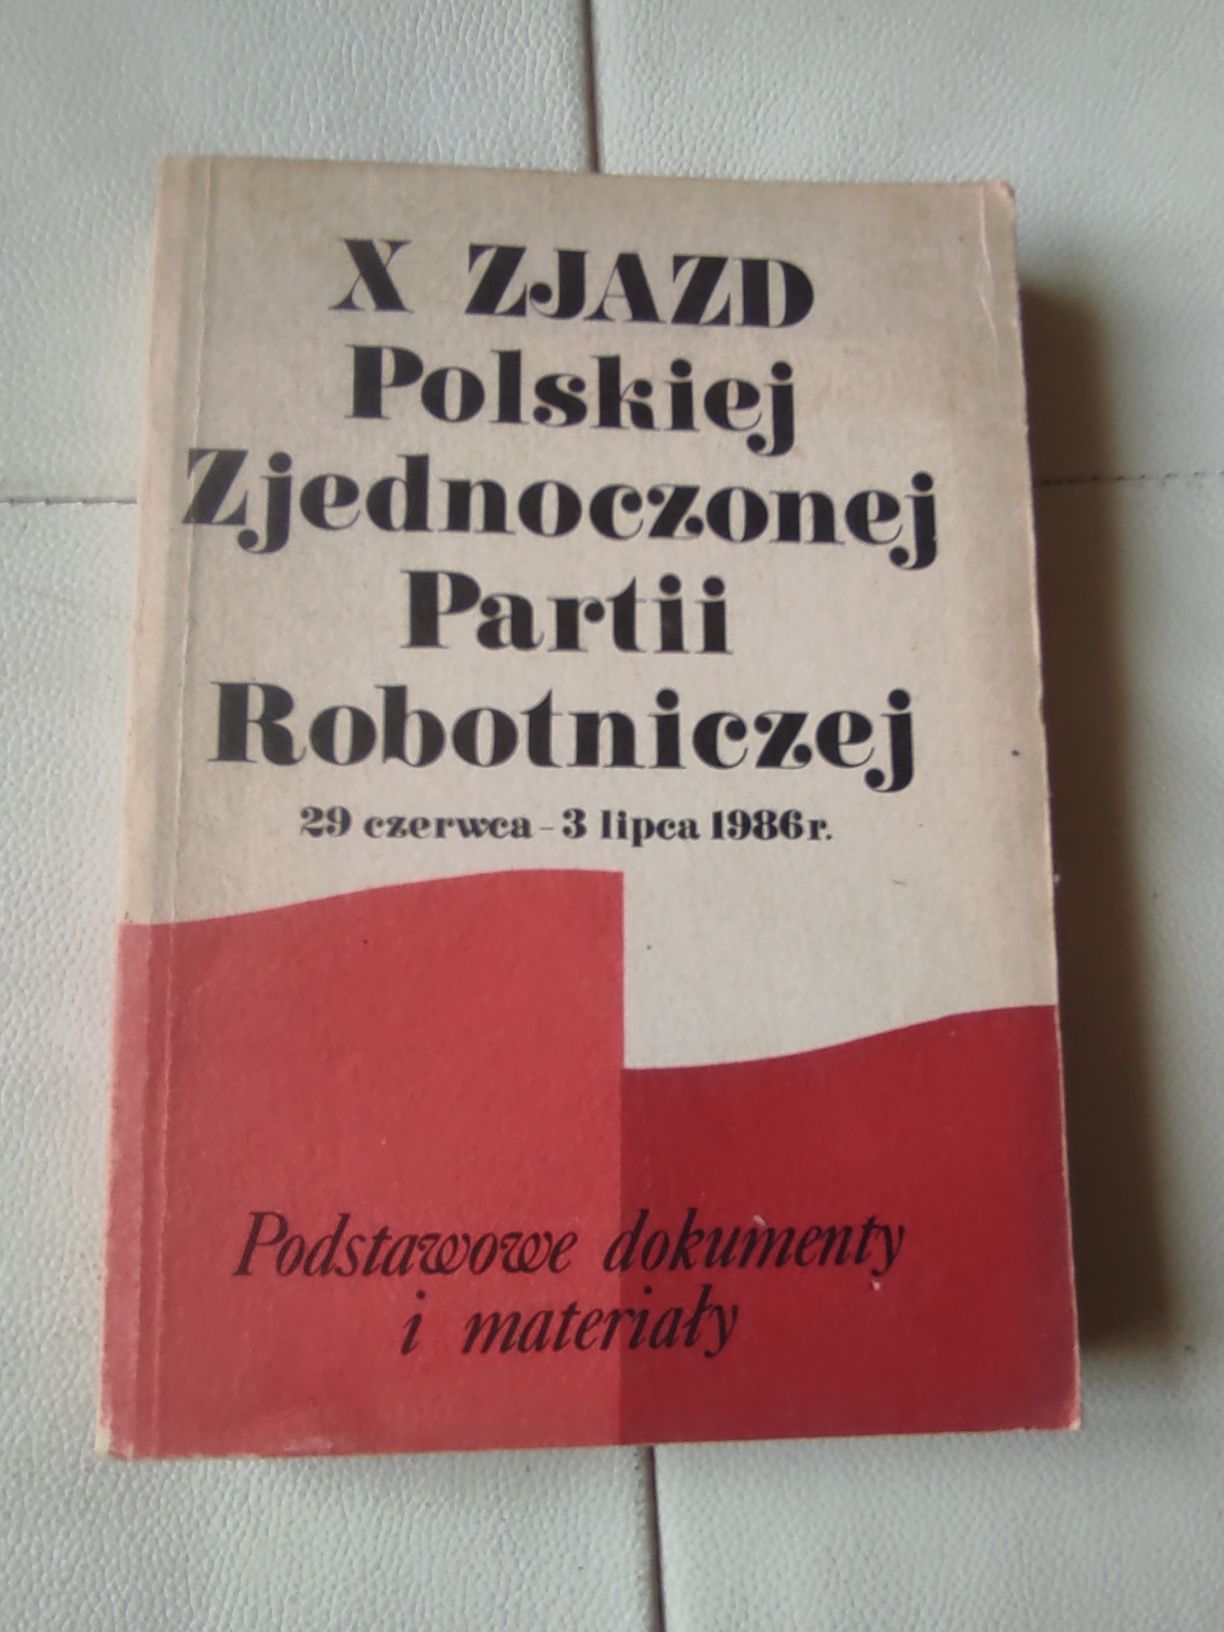 X ZJAZD
Polskiej
Zjednoczonej
Partii
Robotniczej
29 czerwca - 3 lipca 1986 r.
Podstawowe dokumenty
i materiały